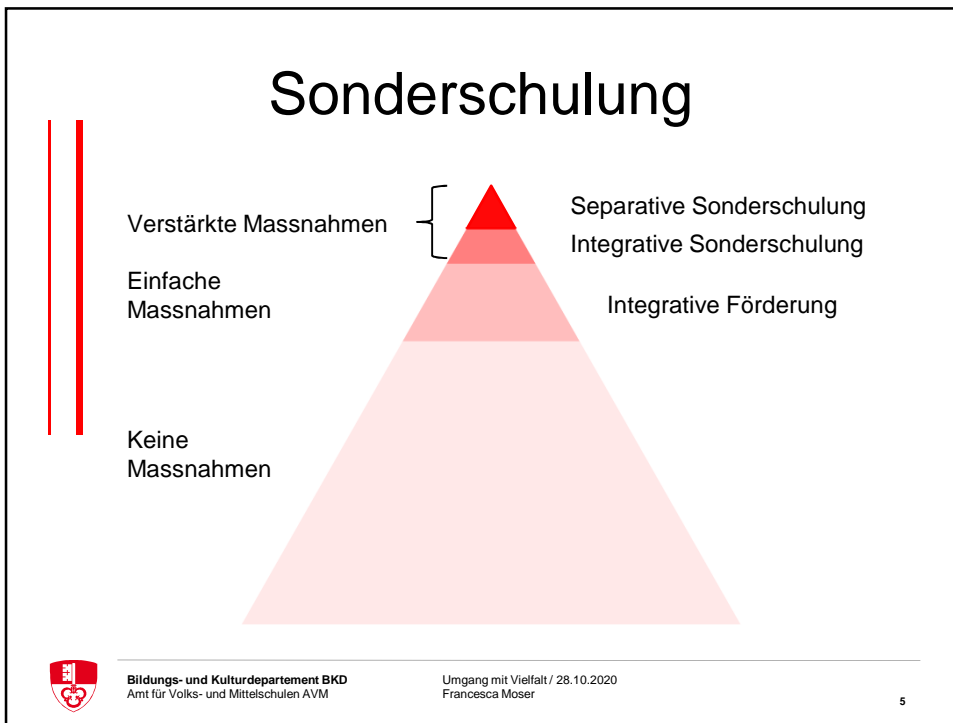 Sonderschulung
Verstärkte Massnahmen
Separative Sonderschulung
Integrative Sonderschulung
Einfache
Massnahmen
Integrative Förderung
Keine
Massnahmen
Bildungs- und Kulturdepartement BKD
Amt für Volks- und Mittelschulen AVM
Umgang mit Vielfalt / 28.10.2020
Francesca Moser
5